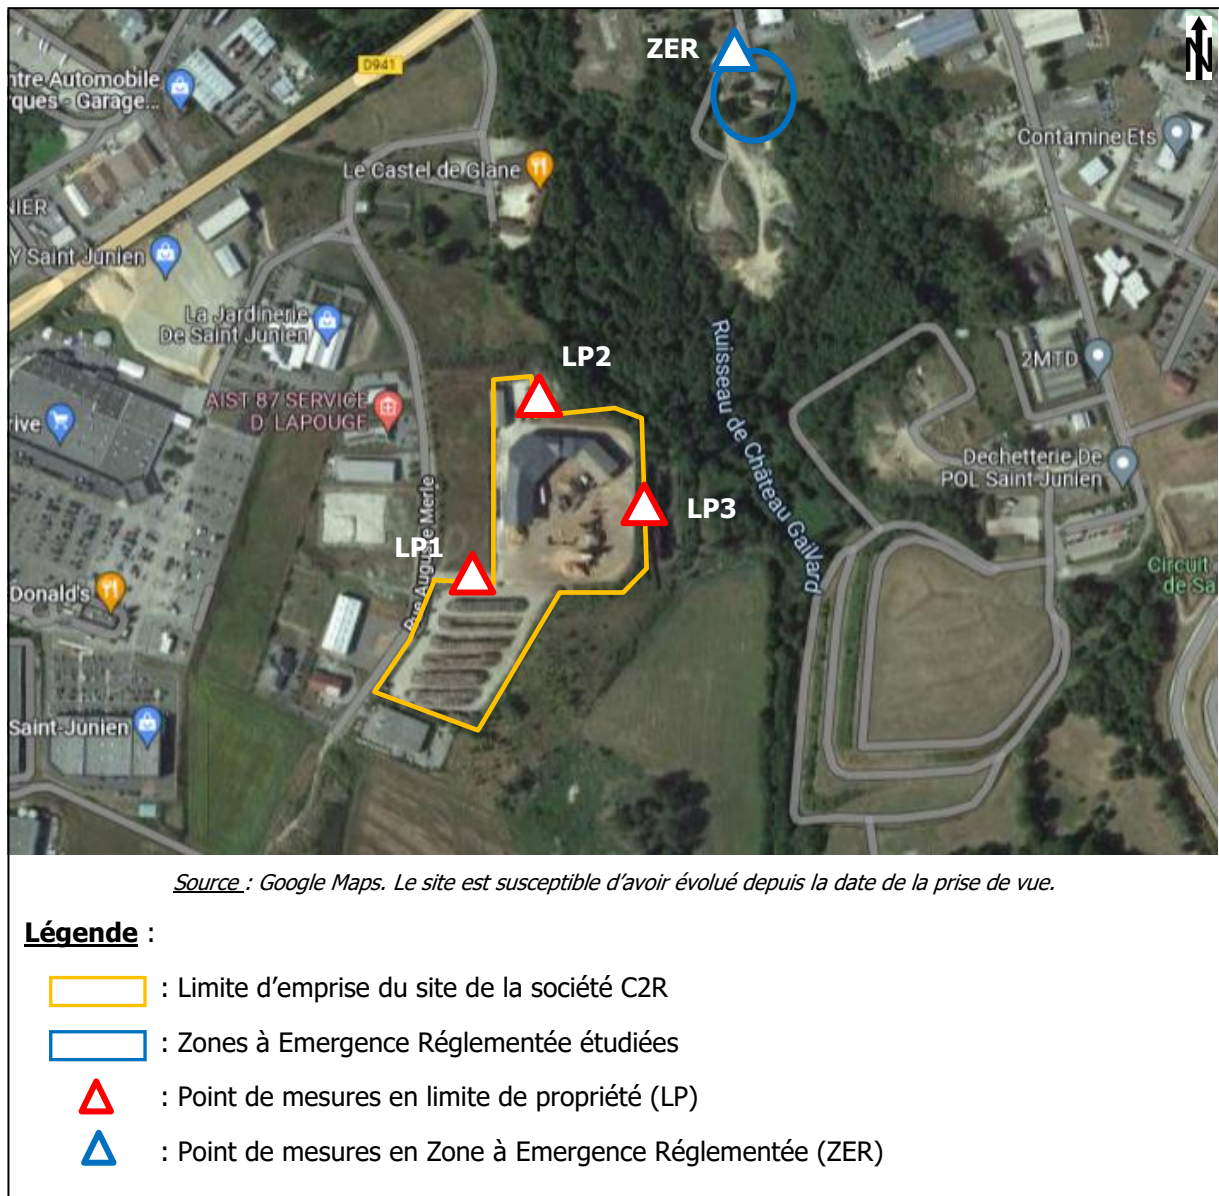 ZER
N
D941
ntre Automobile
rques - Garage...
Contamine Ets
Le Castel de Glane
NIER
Y Saint Junien
La Jardinerie
De Saint Junien
Ruisseau de Château Gaillard
LP2
2MTD
AIST 87 SERVICE
D LAPOUGE
rive
Dechetterie De
POL Saint-Junien
LP3
Rue Auguste Merle
LP1
Circuit
de Sa
Donald's
Saint-Junien
Source : Google Maps. Le site est susceptible d'avoir évolué depuis la date de la prise de vue.
Légende :
: Limite d'emprise du site de la société C2R
: Zones à Emergence Réglementée étudiées
: Point de mesures en limite de propriété (LP)
: Point de mesures en Zone à Emergence Réglementée (ZER)